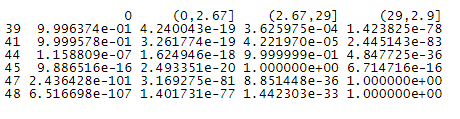 0 (0,2.67] (2.67,29] (29,2.9]
39 9.996374e-01 4.240043e-19 3.625975e-04 1.423825e-78
41 9.999578e-01 3.261774e-19 4.221970e-05 2.445143e-83
44 1.158809e-07 1.624946e-18 9.999999e-01 4.847725e-36
45 9.886516e-16 2.493351e-20 1.000000e+00 6.714716e-16
47 2.436428e-101 3.169275e-81 8.851448e-36 1.000000e+00
48 6.516698e-107 1.401731e-77 1.442303e-33 1.000000e+00